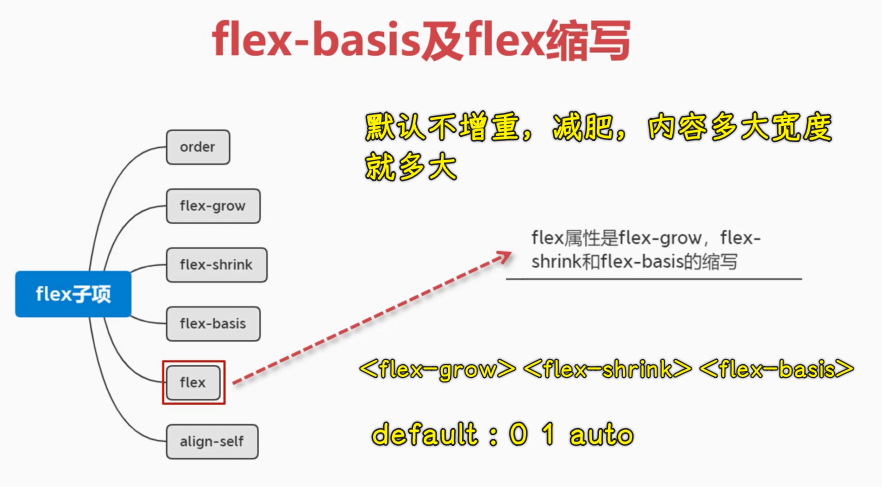 flex-basis及flex缩写
默认不增重，减肥，内容多大宽度
就多大
order
flex-grow
flex属性是flex-grow，flex-
shrink和flex-basis的缩写
flex-shrink
flex子项
flex-basis
flex
<flex-grow><flex-shrink><flex-basis>
default：0 1 auto
align-self